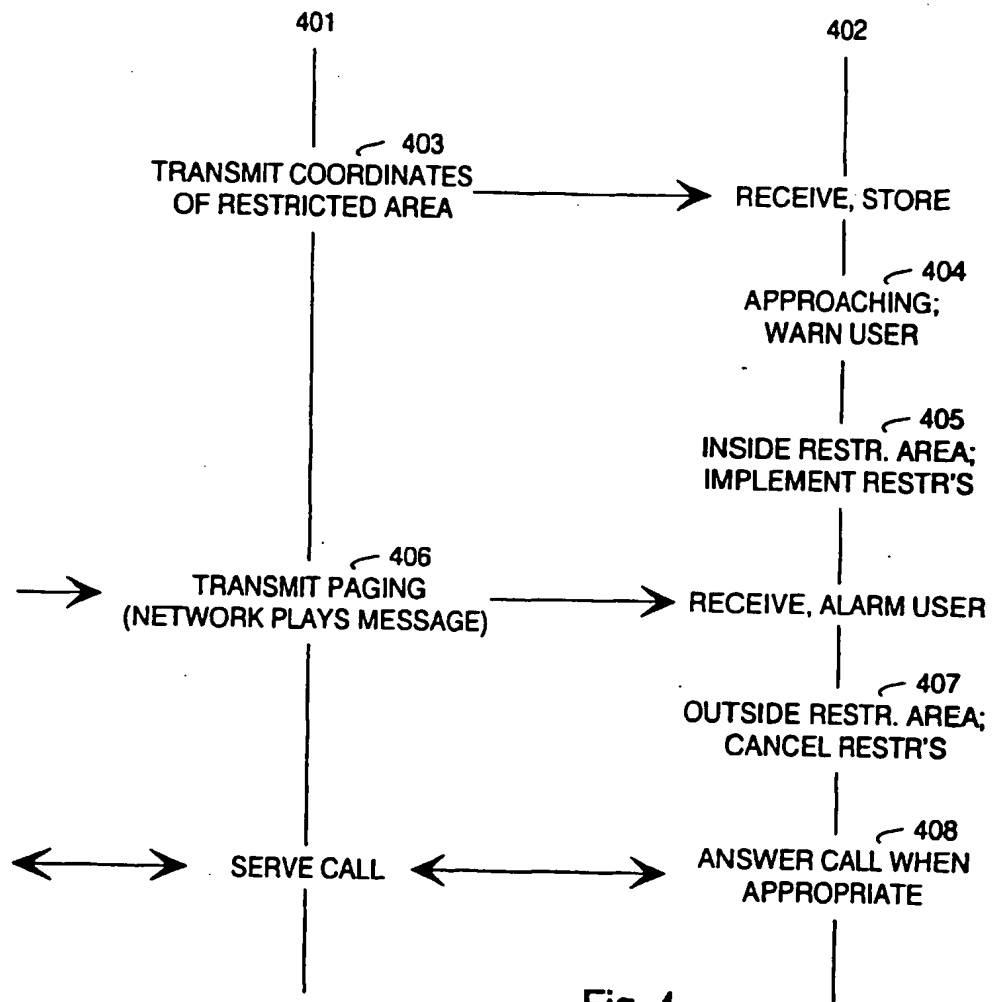 401
402
403
TRANSMIT COORDINATES
OF RESTRICTED AREA
RECEIVE, STORE
404
APPROACHING;
WARN USER
405
INSIDE RESTR. AREA;
IMPLEMENT RESTR'S
406
TRANSMIT PAGING
(NETWORK PLAYS MESSAGE)
RECEIVE, ALARM USER
407
OUTSIDE RESTR. AREA;
CANCEL RESTR'S
408
SERVE CALL
ANSWER CALL WHEN
APPROPRIATE
Fig. 4